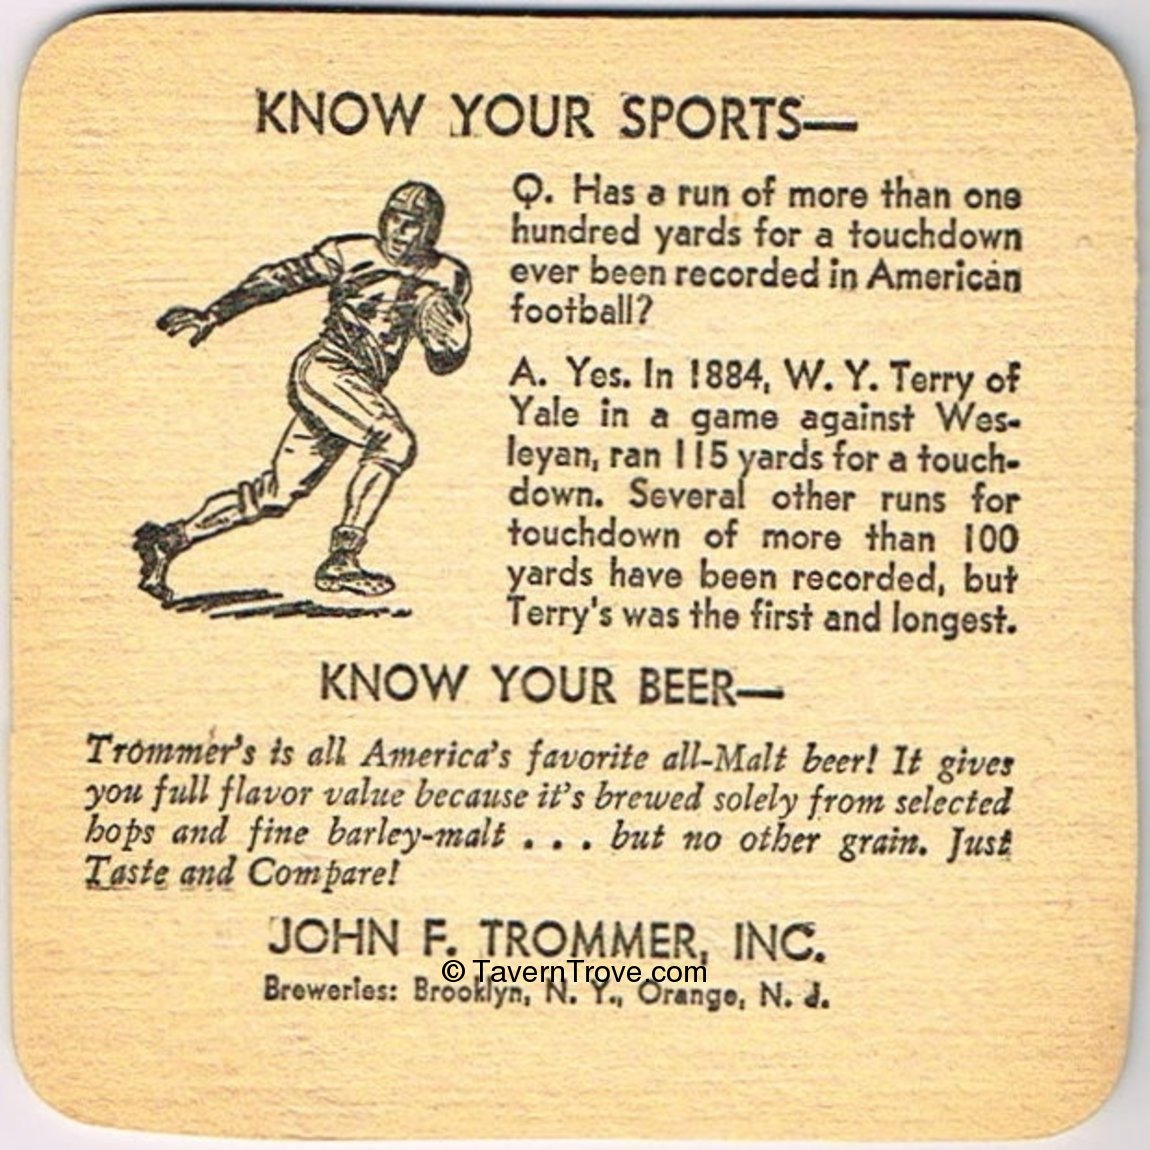 KNOW YOUR SPORTS—
Q. Has a run of more than one
hundred yards for a touchdown
ever been recorded in American
football?
A. Yes. In 1884, W. Y. Terry of
Yale in a game against Wes-
leyan, ran 115 yards for a touch-
down. Several other runs for
touchdown of more than 100
yards have been recorded, but
Terry's was the first and longest.
KNOW YOUR BEER—
Trommer's is all America's favorite all-Malt beer! It gives
you full flavor value because it's brewed solely from selected
hops and fine barley-malt . . . but no other grain. Just
Taste and Compare!
JOHN F. TROMMER, INC.
© TavernTrove.com
Breweries: Brooklyn, N. Y., Orange, N. J.